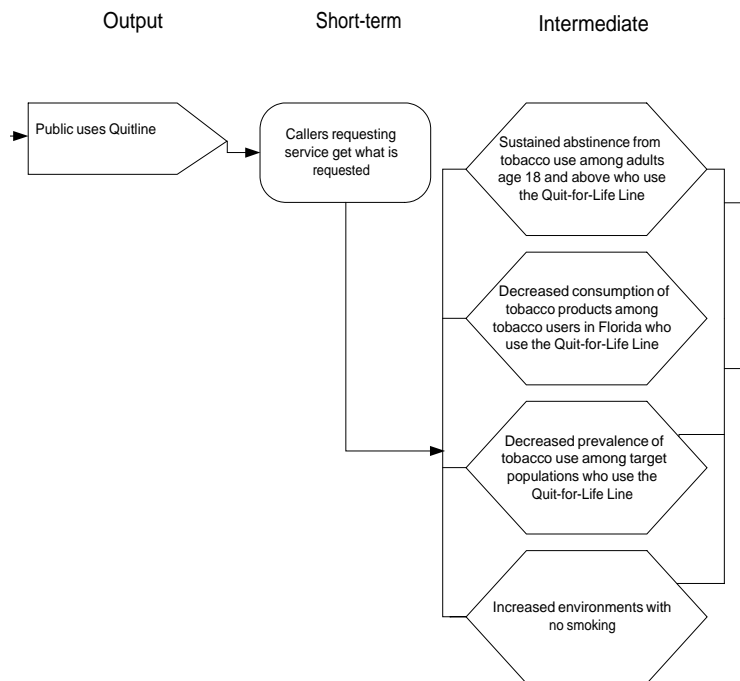 Output
Short-term
Intermediate
Public uses Quitline
Callers requesting
service get what is
requested
Sustained abstinence from
tobacco use among adults
age 18 and above who use
the Quit-for-Life Line
Decreased consumption of
tobacco products among
tobacco users in Florida who
use the Quit-for-Life Line
Decreased prevalence of
tobacco use among target
populations who use the
Quit-for-Life Line
Increased environments with
no smoking